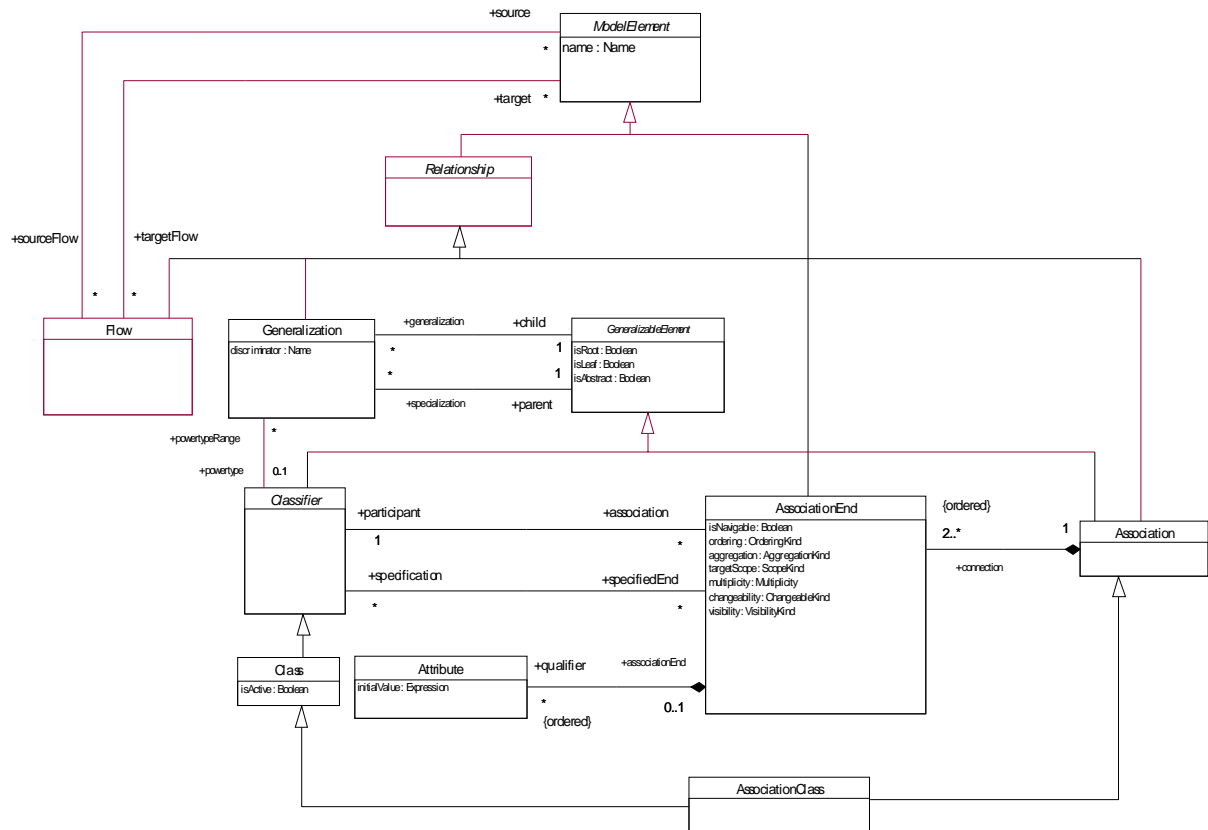 +source
ModelElement
*
name : Name
+target
*
Relationship
+sourceFlow
+targetFlow
*
*
Flow
Generalization
discriminator : Name
+generalization
+child
*
1
*
1
+specialization
+parent
GeneralizableElement
isRoot : Boolean
isLeaf : Boolean
isAbstract : Boolean
+powertypeRange
*
+powertype
0..1
Classifier
+participant
+association
1
*
+specification
+specifiedEnd
*
*
AssociationEnd
isNavigable : Boolean
ordering : OrderingKind
aggregation : AggregationKind
targetScope : ScopeKind
multiplicity : Multiplicity
changeability : ChangeableKind
visibility : VisibilityKind
{ordered}
2..*
1
+connection
Association
Class
isActive : Boolean
Attribute
initialValue : Expression
+qualifier
+associationEnd
*
0..1
{ordered}
AssociationClass